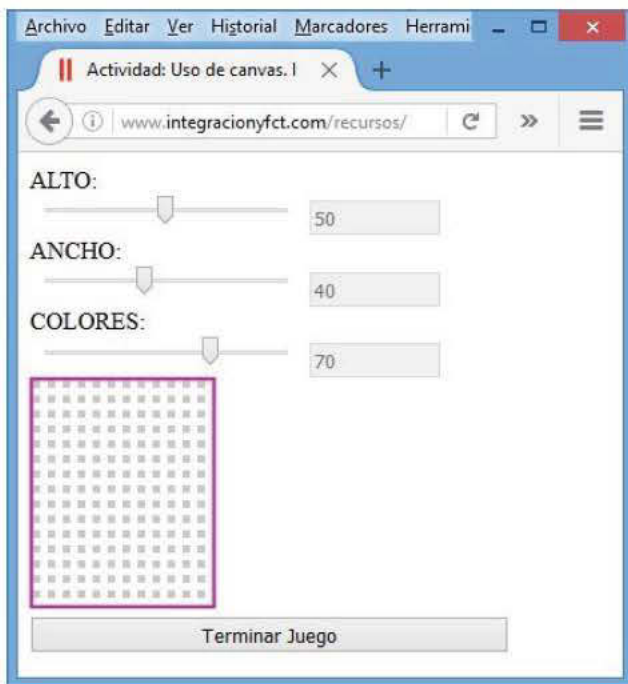 Archivo Editar Ver Historial Marcadores Herrami
Actividad: Uso de canvas. I
www.integracionyfct.com/recursos/
ALTO:
50
ANCHO:
40
COLORES:
70
Terminar Juego